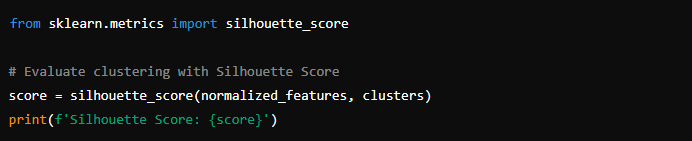 from sklearn.metrics import silhouette_score
# Evaluate clustering with Silhouette Score
score = silhouette_score(normalized_features, clusters)
print(f'Silhouette Score: {score}')